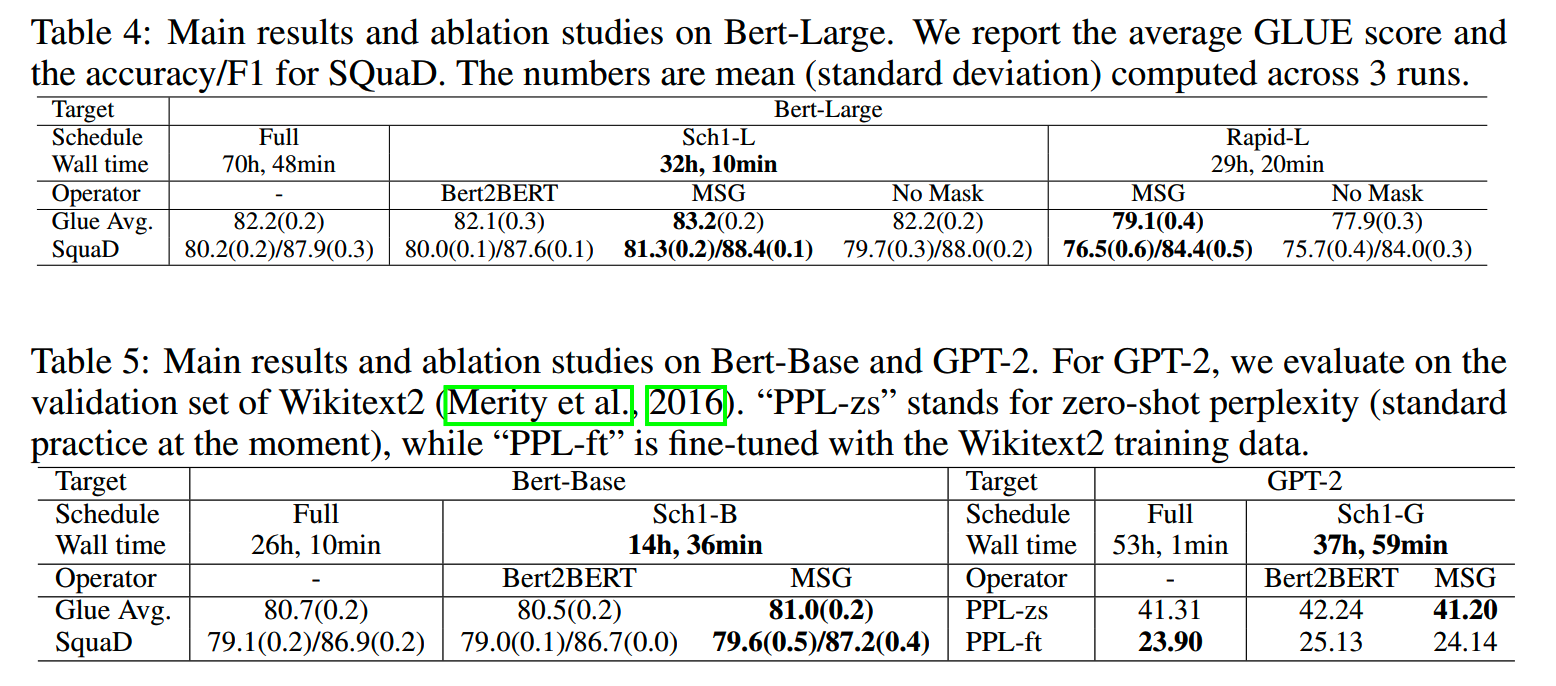 Table 4: Main results and ablation studies on Bert-Large. We report the average GLUE score and
the accuracy/F1 for SQuaD. The numbers are mean (standard deviation) computed across 3 runs.
Target Bert-Large
Schedule Full Sch1-L Rapid-L
Wall time 70h, 48min 32h, 10min 29h, 20min
Operator - Bert2BERT MSG No Mask MSG No Mask
Glue Avg. 82.2(0.2) 82.1(0.3) 83.2(0.2) 82.2(0.2) 79.1(0.4) 77.9(0.3)
SquaD 80.2(0.2)/87.9(0.3) 80.0(0.1)/87.6(0.1) 81.3(0.2)/88.4(0.1) 79.7(0.3)/88.0(0.2) 76.5(0.6)/84.4(0.5) 75.7(0.4)/84.0(0.3)
Table 5: Main results and ablation studies on Bert-Base and GPT-2. For GPT-2, we evaluate on the
validation set of Wikitext2 (Merity et al., 2016). “PPL-zs” stands for zero-shot perplexity (standard
practice at the moment), while “PPL-ft” is fine-tuned with the Wikitext2 training data.
Target Bert-Base Target GPT-2
Schedule Full Sch1-B Schedule Full Sch1-G
Wall time 26h, 10min 14h, 36min Wall time 53h, 1min 37h, 59min
Operator - Bert2BERT MSG Operator - Bert2BERT MSG
Glue Avg. 80.7(0.2) 80.5(0.2) 81.0(0.2) PPL-zs 41.31 42.24 41.20
SquaD 79.1(0.2)/86.9(0.2) 79.0(0.1)/86.7(0.0) 79.6(0.5)/87.2(0.4) PPL-ft 23.90 25.13 24.14